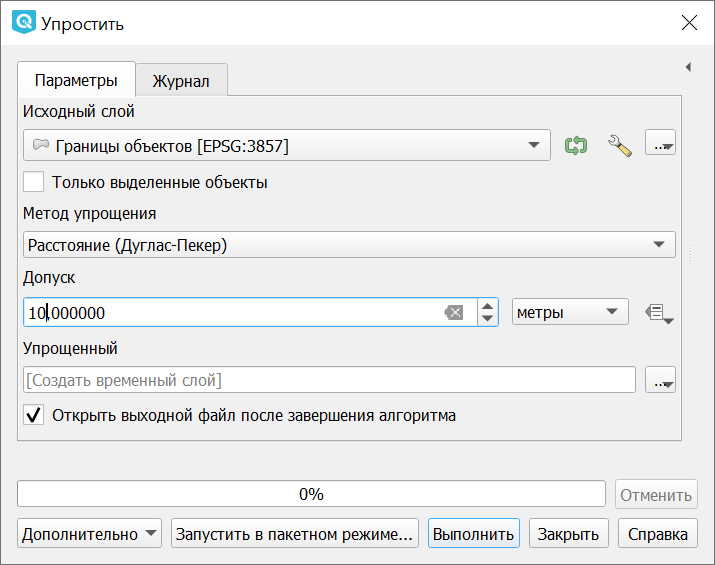 Упростить
Параметры
Журнал
Исходный слой
Границы объектов [EPSG:3857]
...
Только выделенные объекты
Метод упрощения
Расстояние (Дуглас-Пекер)
Допуск
10,000000
метры
Упрощенный
[Создать временный слой]
...
Открыть выходной файл после завершения алгоритма
0%
Отменить
Дополнительно
Запустить в пакетном режиме...
Выполнить
Закрыть
Справка